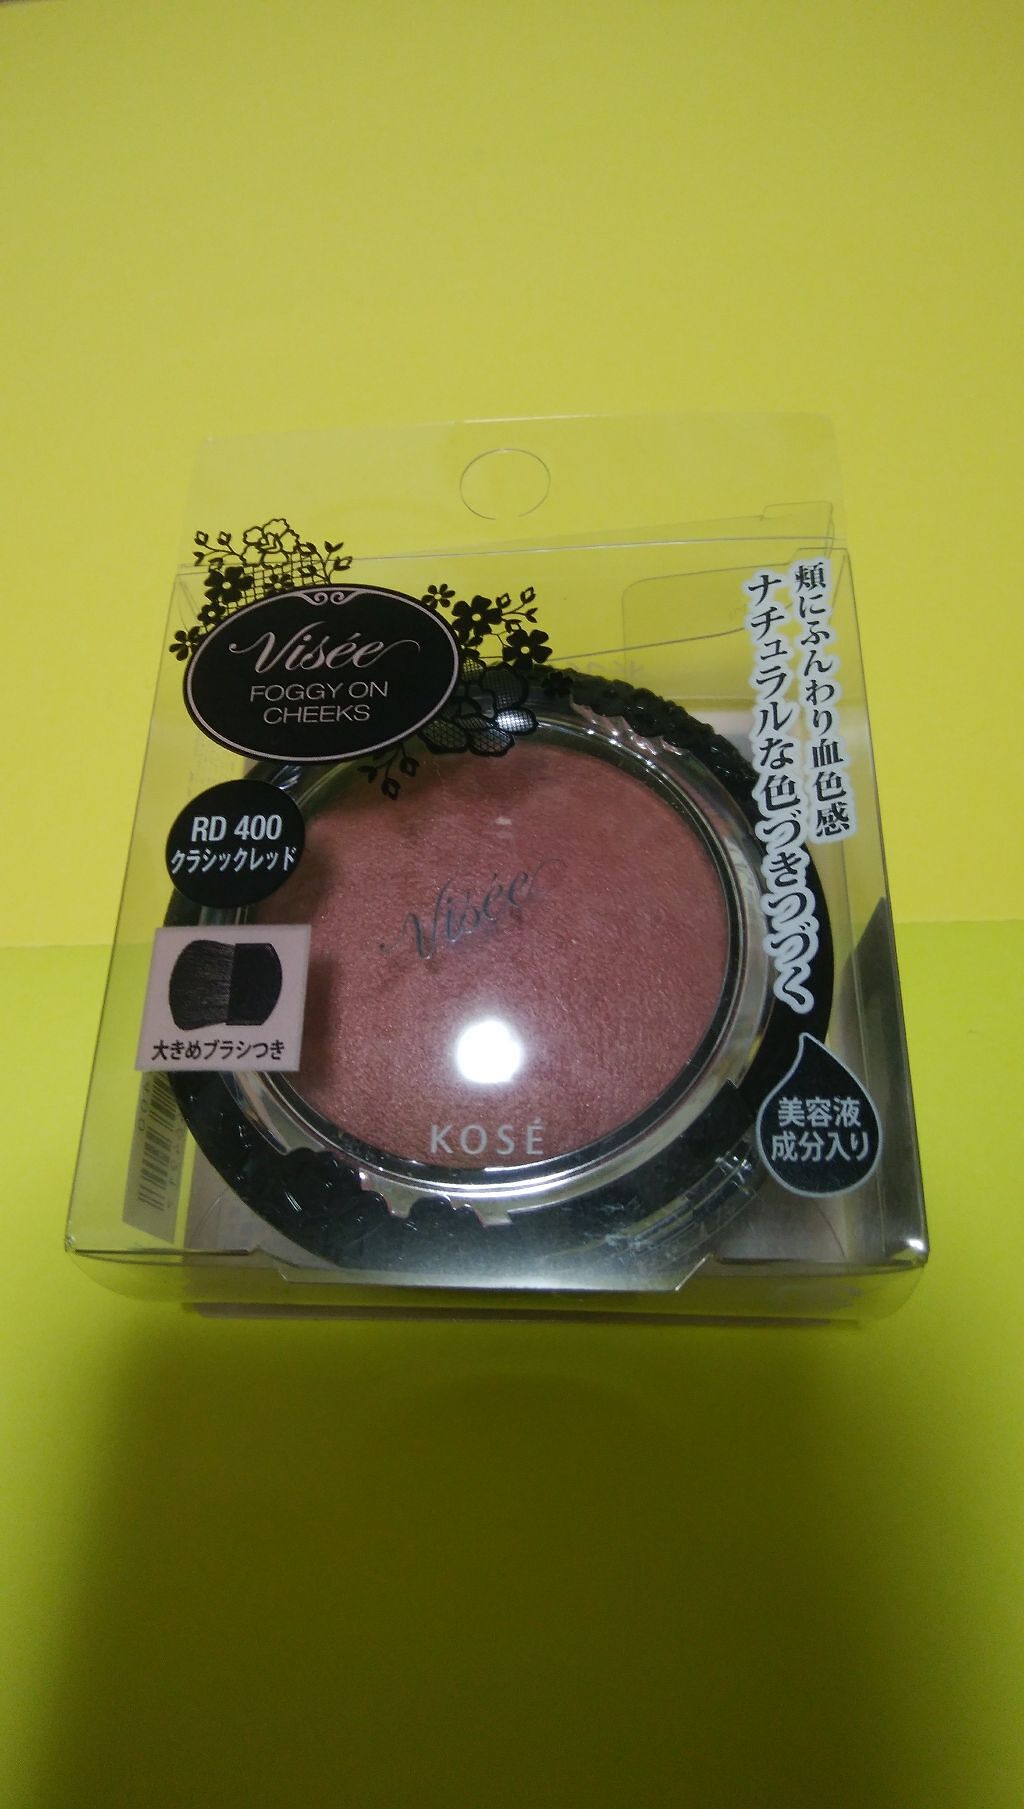 Visée
FOGGY ON
CHEEKS
RD 400
クラシックレッド
大きめブラシつき
頬にふんわり血色感
ナチュラルな色づきつづく
Visée
KOSÉ
美容液
成分入り